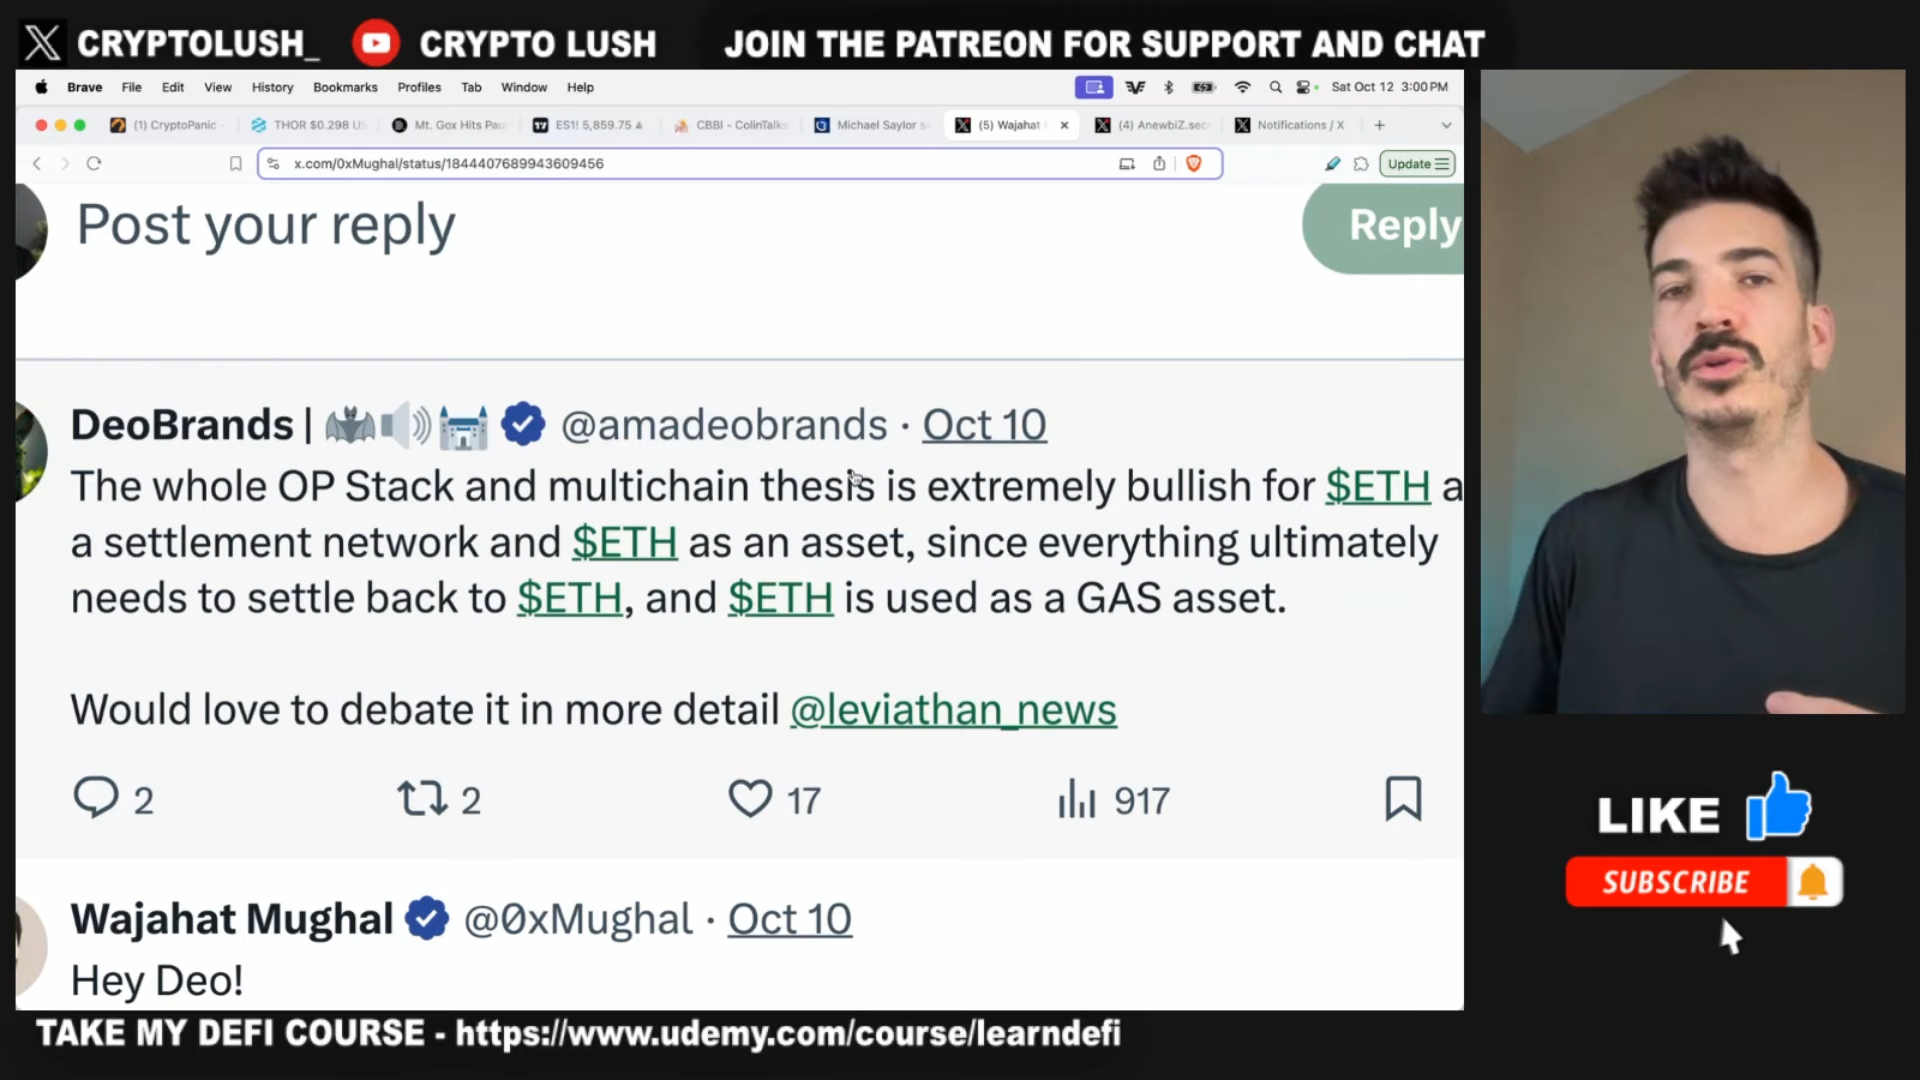 CRYPTOLUSH_ CRYPTO LUSH JOIN THE PATREON FOR SUPPORT AND CHAT
Brave File Edit View History Bookmarks Profiles Tab Window Help Sat Oct 12 3:00 PM
(1) CryptoPanic THOR $0.298 US Mt. Gox Hits Pau ES1! 5,859.75 ▲ CBBI - ColinTalks Michael Saylor s (5) Wajahat (4) AnewbiZ.sec Notifications / X
x.com/0xMughal/status/1844407689943609456 Update
Post your reply Reply
DeoBrands | 🦇🔊🏰 @amadeobrands · Oct 10
The whole OP Stack and multichain thesis is extremely bullish for $ETH a
a settlement network and $ETH as an asset, since everything ultimately
needs to settle back to $ETH, and $ETH is used as a GAS asset.
Would love to debate it in more detail @leviathan_news
2 2 17 917
Wajahat Mughal @0xMughal · Oct 10
Hey Deo!
LIKE
SUBSCRIBE
TAKE MY DEFI COURSE - https://www.udemy.com/course/learndefi